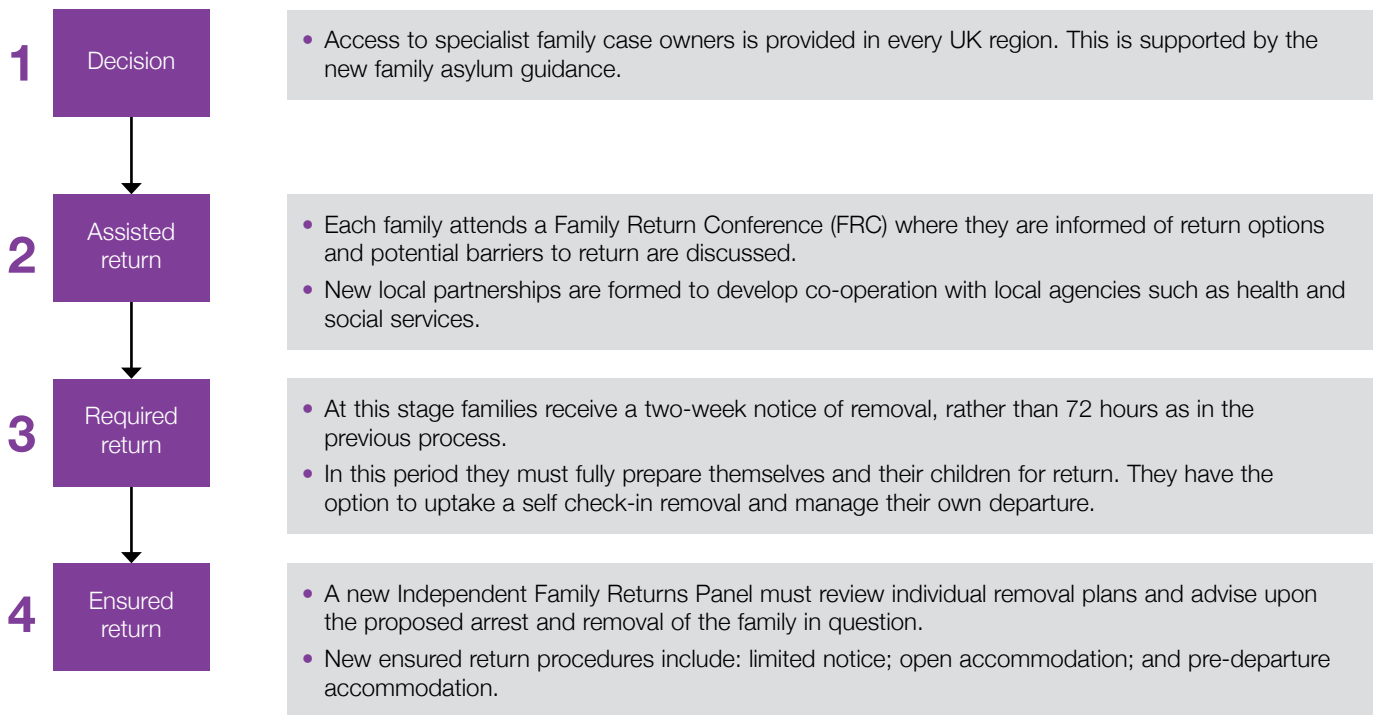 1
Decision
• Access to specialist family case owners is provided in every UK region. This is supported by the
new family asylum guidance.
2
Assisted
return
• Each family attends a Family Return Conference (FRC) where they are informed of return options
and potential barriers to return are discussed.
• New local partnerships are formed to develop co-operation with local agencies such as health and
social services.
3
Required
return
• At this stage families receive a two-week notice of removal, rather than 72 hours as in the
previous process.
• In this period they must fully prepare themselves and their children for return. They have the
option to uptake a self check-in removal and manage their own departure.
4
Ensured
return
• A new Independent Family Returns Panel must review individual removal plans and advise upon
the proposed arrest and removal of the family in question.
• New ensured return procedures include: limited notice; open accommodation; and pre-departure
accommodation.